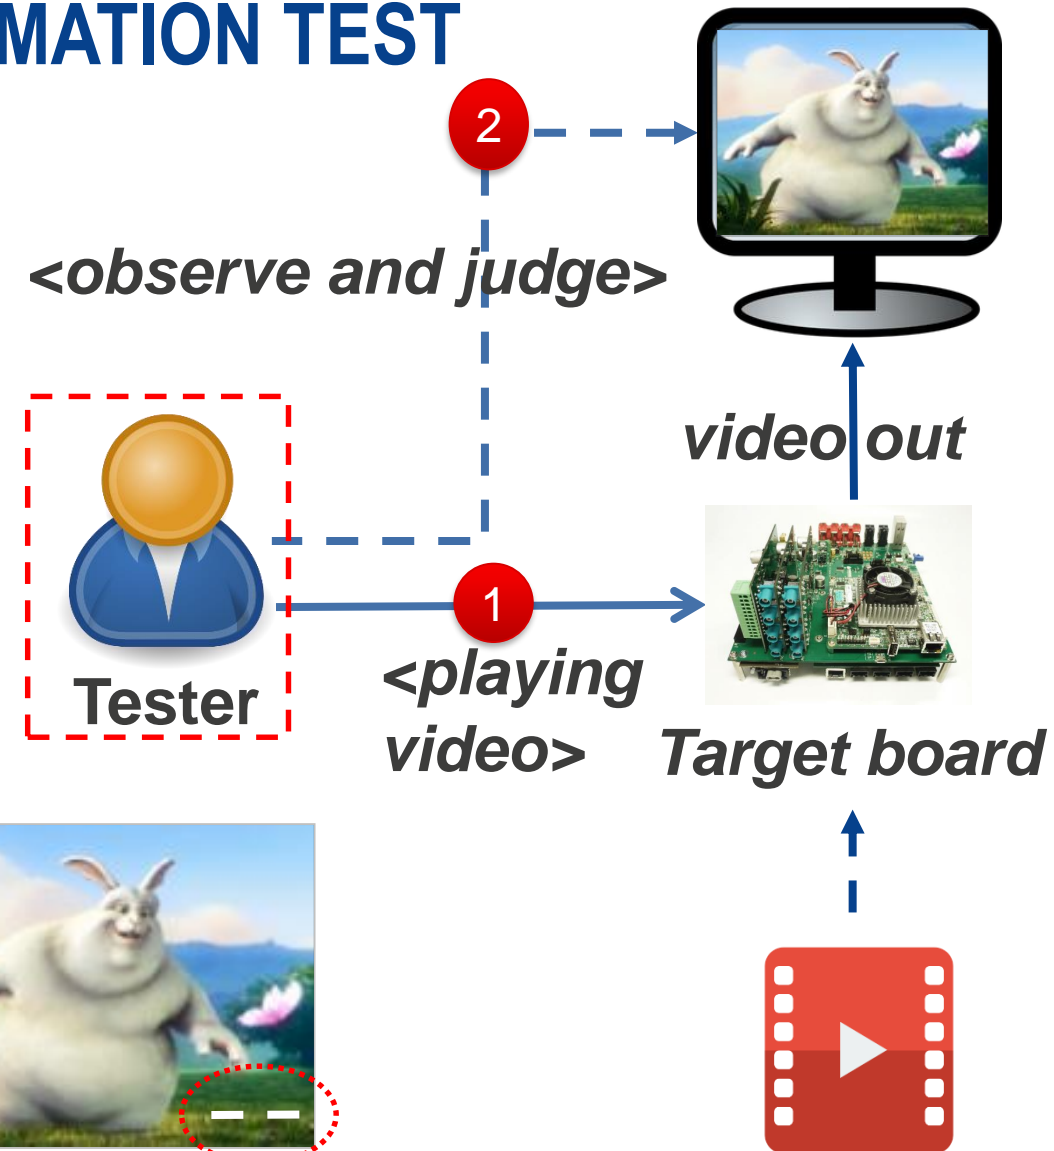 MATION TEST
2
<observe and judge>
video out
1
<playing
video>
Tester
Target board